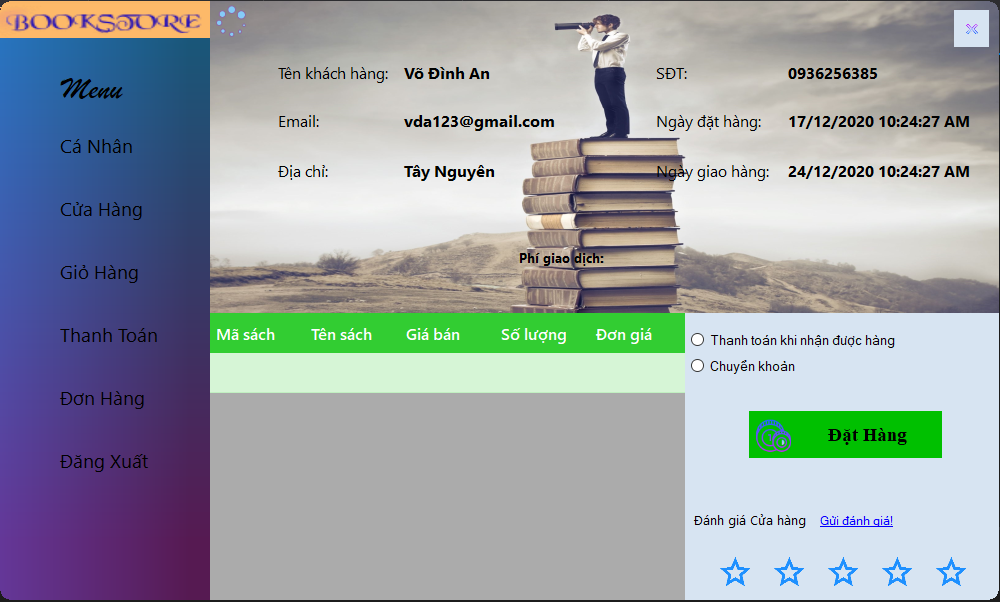 BOOKSTORE
Menu
Cá Nhân
Cửa Hàng
Giỏ Hàng
Thanh Toán
Đơn Hàng
Đăng Xuất
Tên khách hàng: Võ Đình An SĐT: 0936256385
Email: vda123@gmail.com Ngày đặt hàng: 17/12/2020 10:24:27 AM
Địa chỉ: Tây Nguyên Ngày giao hàng: 24/12/2020 10:24:27 AM
Phí giao dịch:
Mã sách Tên sách Giá bán Số lượng Đơn giá
Thanh toán khi nhận được hàng
Chuyển khoản
Đặt Hàng
Đánh giá Cửa hàng Gửi đánh giá!